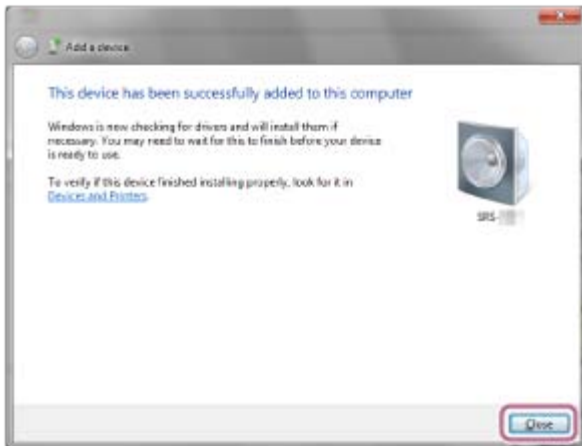 Add a device
This device has been successfully added to this computer
Windows is now checking for drivers and will install them if
necessary. You may need to wait for this to finish before your device
is ready to use.
To verify if this device finished installing properly, look for it in
Devices and Printers.
SRS-
Close